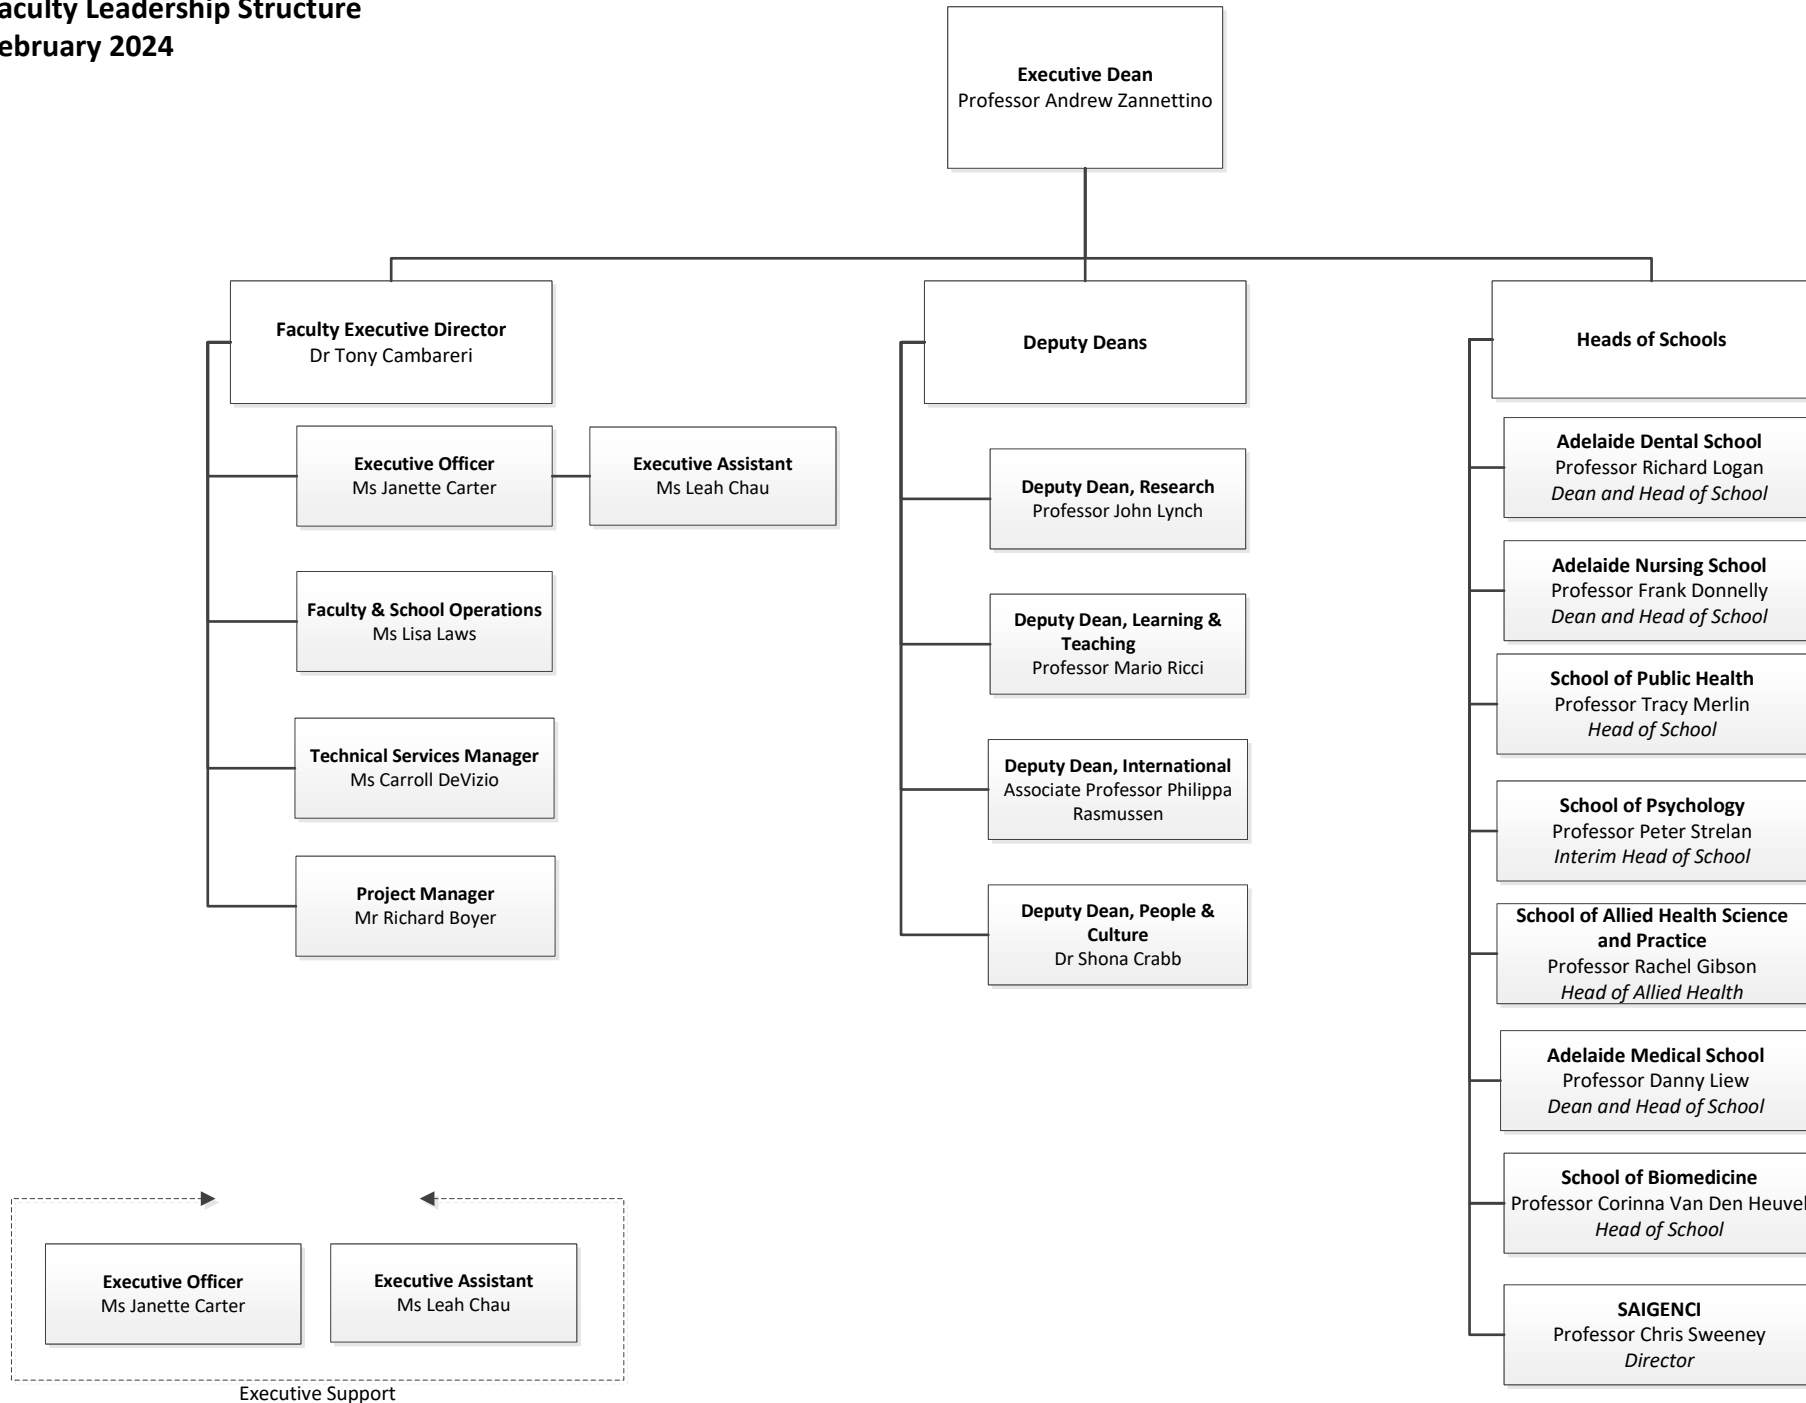 aculty Leadership Structure
ebruary 2024
Executive Dean
Professor Andrew Zannettino
Faculty Executive Director
Dr Tony Cambareri
Executive Officer
Ms Janette Carter
Executive Assistant
Ms Leah Chau
Faculty & School Operations
Ms Lisa Laws
Technical Services Manager
Ms Carroll DeVizio
Project Manager
Mr Richard Boyer
Deputy Deans
Deputy Dean, Research
Professor John Lynch
Deputy Dean, Learning &
Teaching
Professor Mario Ricci
Deputy Dean, International
Associate Professor Philippa
Rasmussen
Deputy Dean, People &
Culture
Dr Shona Crabb
Heads of Schools
Adelaide Dental School
Professor Richard Logan
Dean and Head of School
Adelaide Nursing School
Professor Frank Donnelly
Dean and Head of School
School of Public Health
Professor Tracy Merlin
Head of School
School of Psychology
Professor Peter Strelan
Interim Head of School
School of Allied Health Science
and Practice
Professor Rachel Gibson
Head of Allied Health
Adelaide Medical School
Professor Danny Liew
Dean and Head of School
School of Biomedicine
Professor Corinna Van Den Heuvel
Head of School
SAIGENCI
Professor Chris Sweeney
Director
Executive Officer
Ms Janette Carter
Executive Assistant
Ms Leah Chau
Executive Support